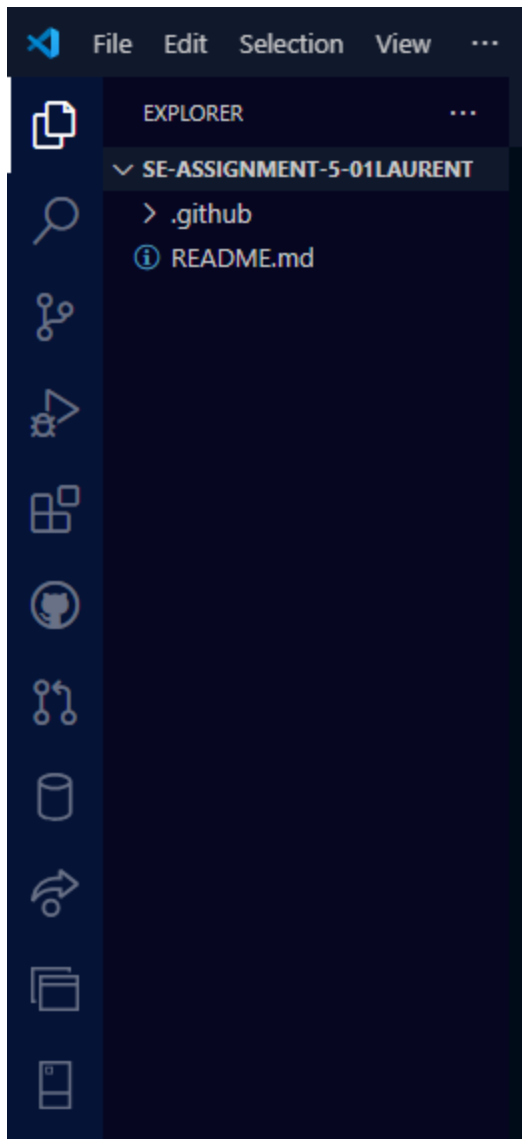 File Edit Selection View ...
EXPLORER ...
SE-ASSIGNMENT-5-01LAURENT
.github
README.md